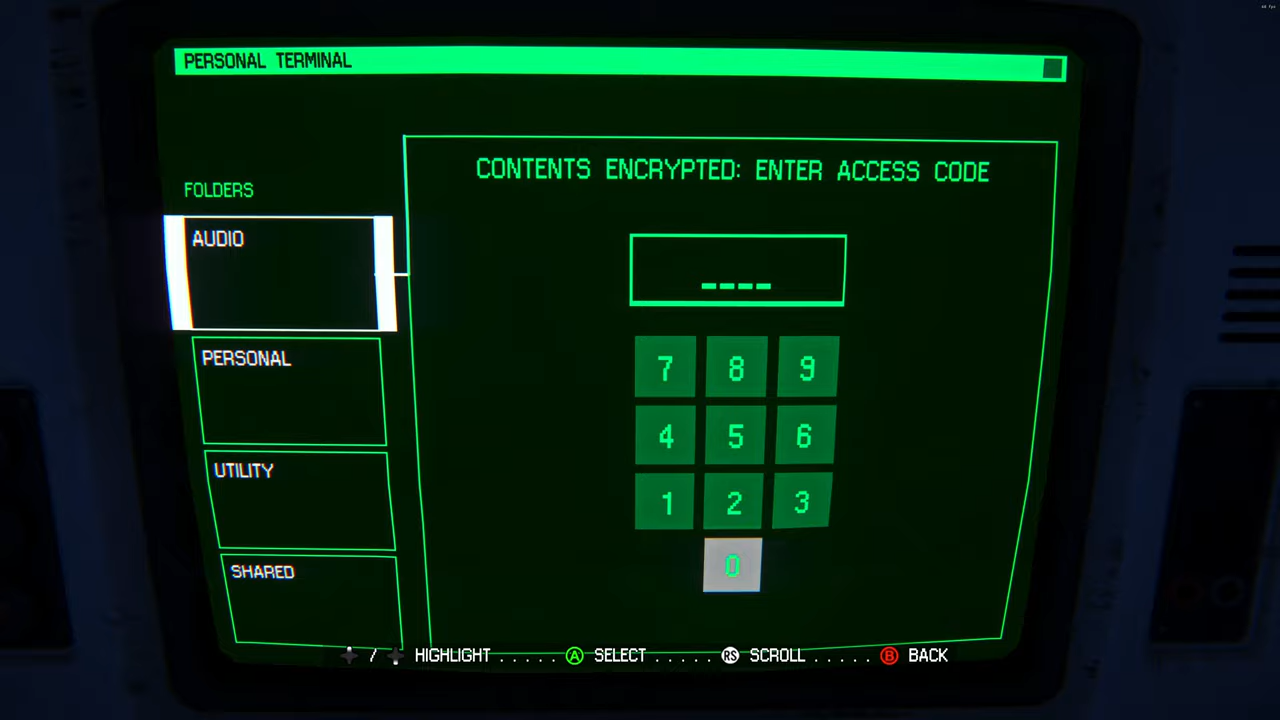 PERSONAL TERMINAL
CONTENTS ENCRYPTED: ENTER ACCESS CODE
FOLDERS
AUDIO
PERSONAL
UTILITY
SHARED
----
7 8 9
4 5 6
1 2 3
0
/ HIGHLIGHT ..... A SELECT ..... RS SCROLL ...... B BACK